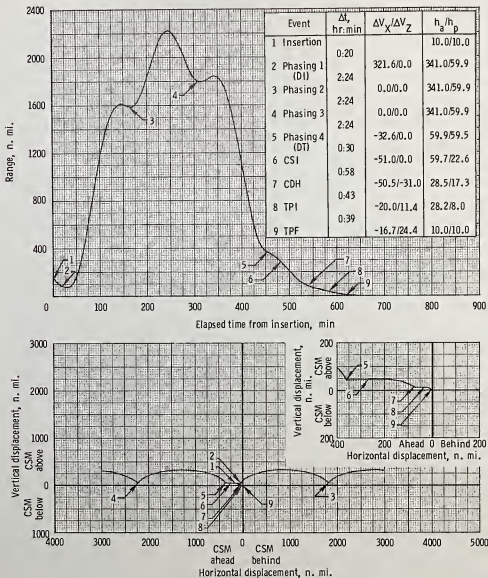 2400
2000
1600
1200
800
400
0
Range, n. mi.
0 100 200 300 400 500 600 700 800 900
Elapsed time from insertion, min
1
2
3
4
5
6
7
8
9
Event Δt, hr:min ΔVX/ΔVZ ha/hp
1 Insertion 10.0/10.0
0:20
2 Phasing 1 (DI) 321.6/0.0 341.0/59.9
2:24
3 Phasing 2 0.0/0.0 341.0/59.9
2:24
4 Phasing 3 0.0/0.0 341.0/59.9
2:24
5 Phasing 4 (DT) -32.6/0.0 59.9/59.5
0:30
6 CSI -51.0/0.0 59.7/22.6
0:58
7 CDH -50.5/-31.0 28.5/17.3
0:43
8 TPI -20.0/11.4 28.2/8.0
0:39
9 TPF -16.7/24.4 10.0/10.0
3000
2000
1000
0
1000
Vertical displacement, n. mi.
CSM below
CSM above
4
2
1
5
6
7
8
9
3
4000 3000 2000 1000 0 1000 2000 3000 4000 5000
CSM ahead
CSM behind
Horizontal displacement, n. mi.
200
0
200
Vertical displacement, n. mi.
CSM below
CSM above
5
6
7
8
9
400 200 0 200
Ahead Behind
Horizontal displacement, n. mi.